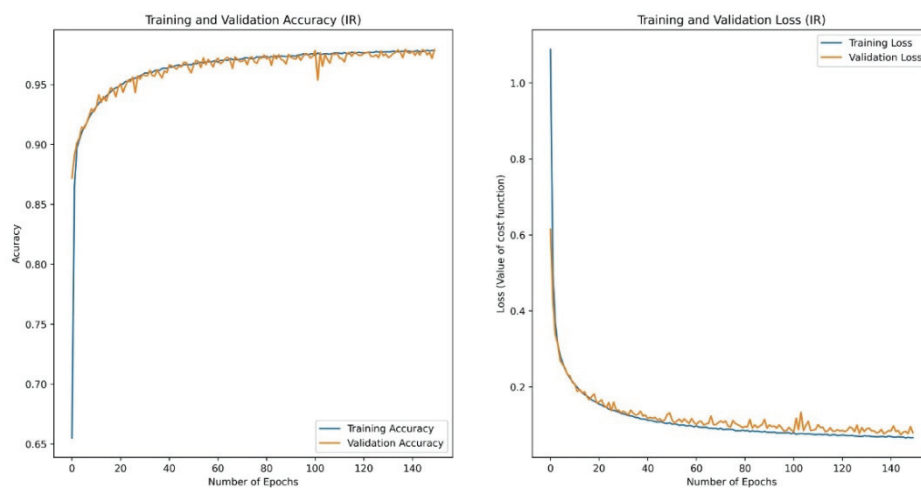 Training and Validation Accuracy (IR)
0.95
0.90
0.85
0.80
0.75
0.70
0.65
Acuracy
Training Accuracy
Validation Accuracy
0
20
40
60
80
100
120
140
Number of Epochs
Training and Validation Loss (IR)
Training Loss
Validation Loss
1.0
0.8
0.6
0.4
0.2
Loss (Value of cost function)
0
20
40
60
80
100
120
140
Number of Epochs